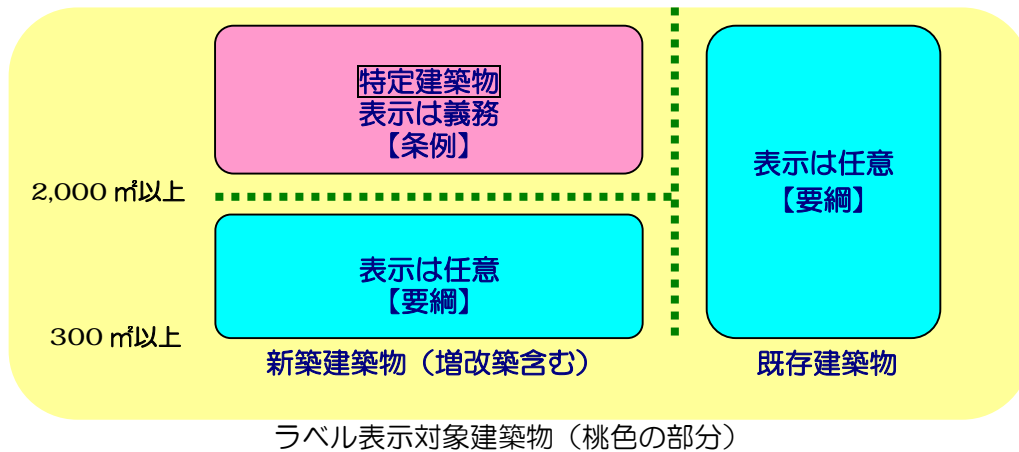 特定建築物
表示は義務
【条例】
表示は任意
【要綱】
2,000 ㎡以上
表示は任意
【要綱】
300 ㎡以上
新築建築物（増改築含む）
既存建築物
ラベル表示対象建築物（桃色の部分）